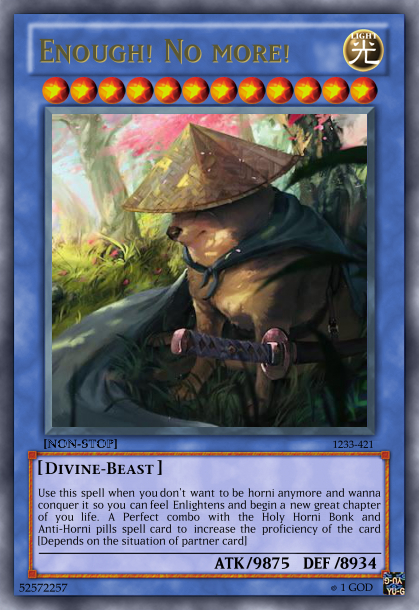 Enough! No more!
LIGHT
光
[NON-STOP]
1233-421
[Divine-Beast]
Use this spell when you don't want to be horni anymore and wanna
conquer it so you can feel Enlightens and begin a new great chapter
of you life. A Perfect combo with the Holy Horni Bonk and
Anti-Horni pills spell card to increase the proficiency of the card
[Depends on the situation of partner card]
ATK/9875 DEF/8934
52572257
1 GOD
YU-G